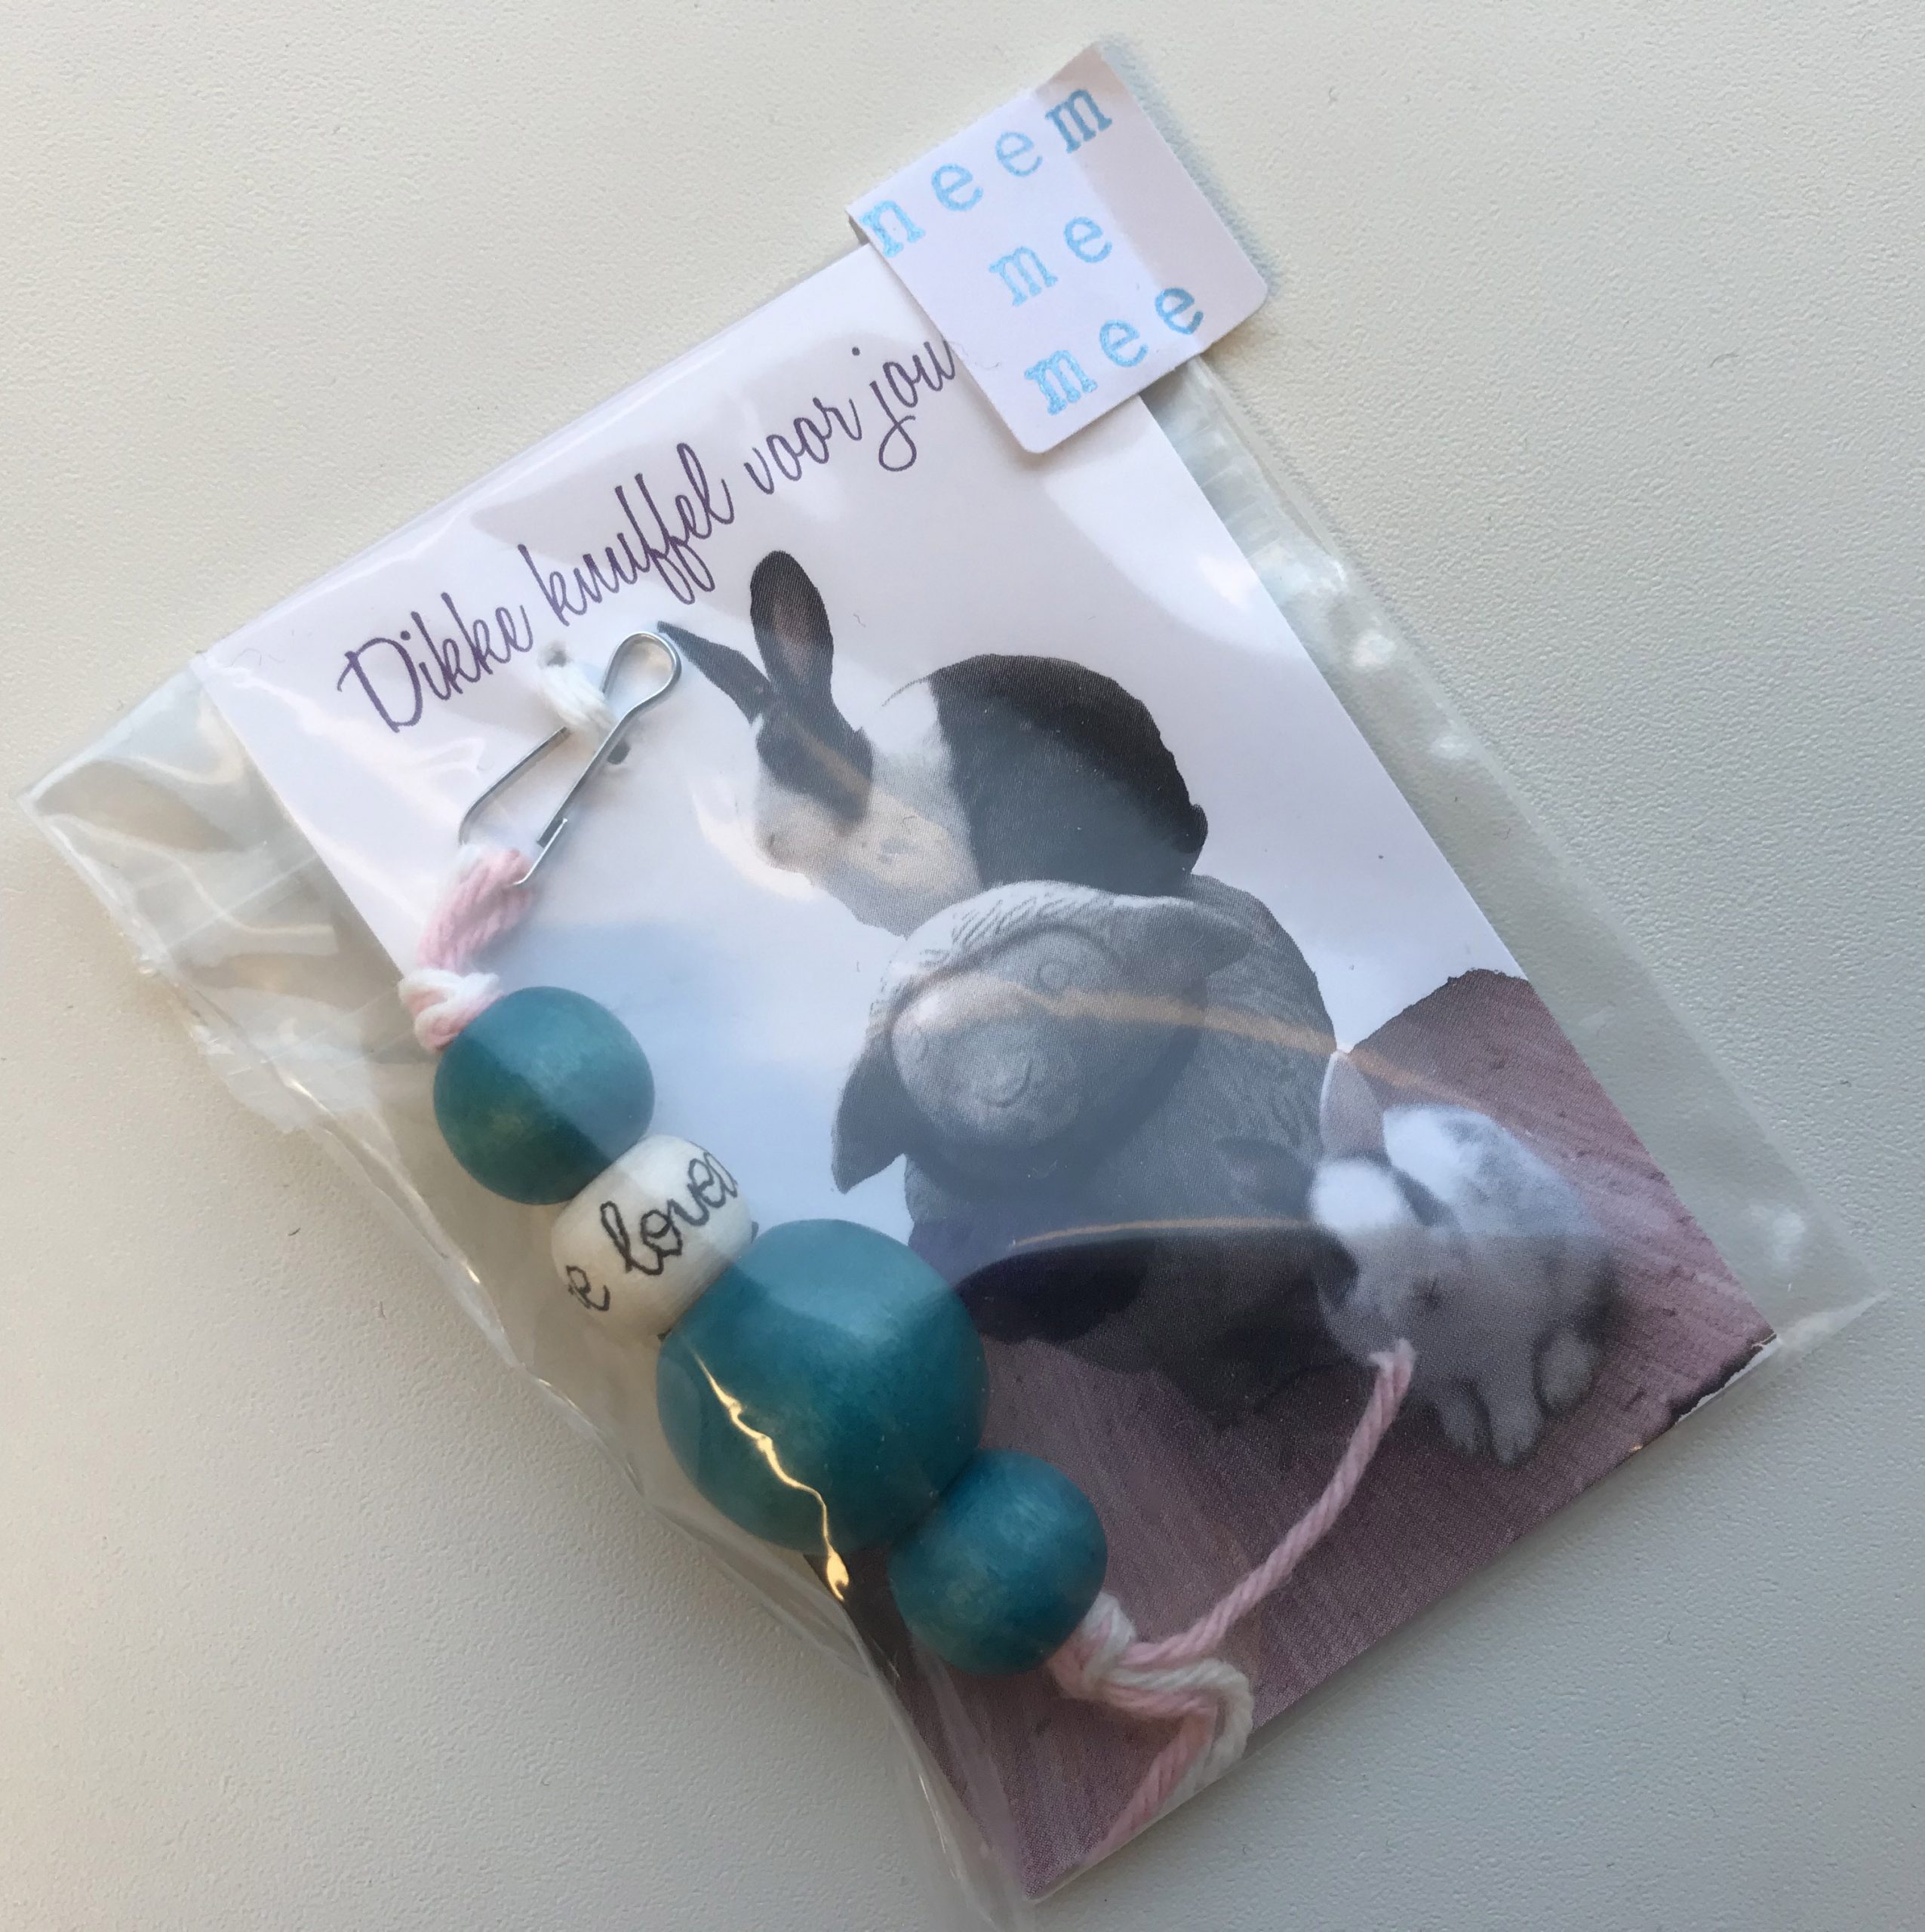 neem
me
mee
Dikke knuffel voor jou
e loved